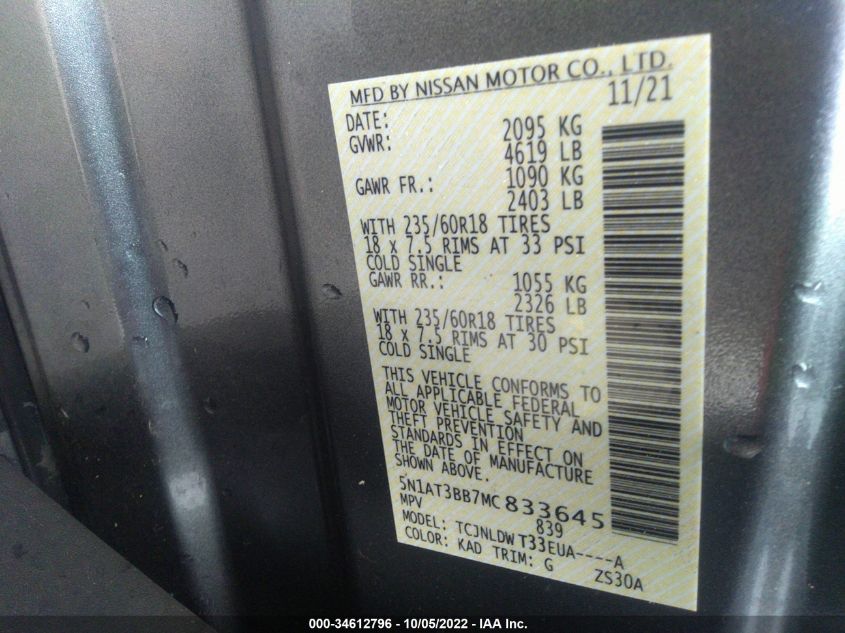 MFD BY NISSAN MOTOR CO., LTD.
DATE: 11/21
GVWR: 2095 KG
4619 LB
GAWR FR.: 1090 KG
2403 LB
WITH 235/60R18 TIRES
18 X 7.5 RIMS AT 33 PSI
COLD SINGLE
GAWR RR.: 1055 KG
2326 LB
WITH 235/60R18 TIRES
18 X 7.5 RIMS AT 30 PSI
COLD SINGLE
THIS VEHICLE CONFORMS TO
ALL APPLICABLE FEDERAL
MOTOR VEHICLE SAFETY AND
THEFT PREVENTION
STANDARDS IN EFFECT ON
THE DATE OF MANUFACTURE
SHOWN ABOVE.
5N1AT3BB7MC833645
MPV 839
MODEL: TCJNLDW T33EUA----A
COLOR: KAD TRIM: G ZS30A
000-34612796 - 10/05/2022 - IAA Inc.